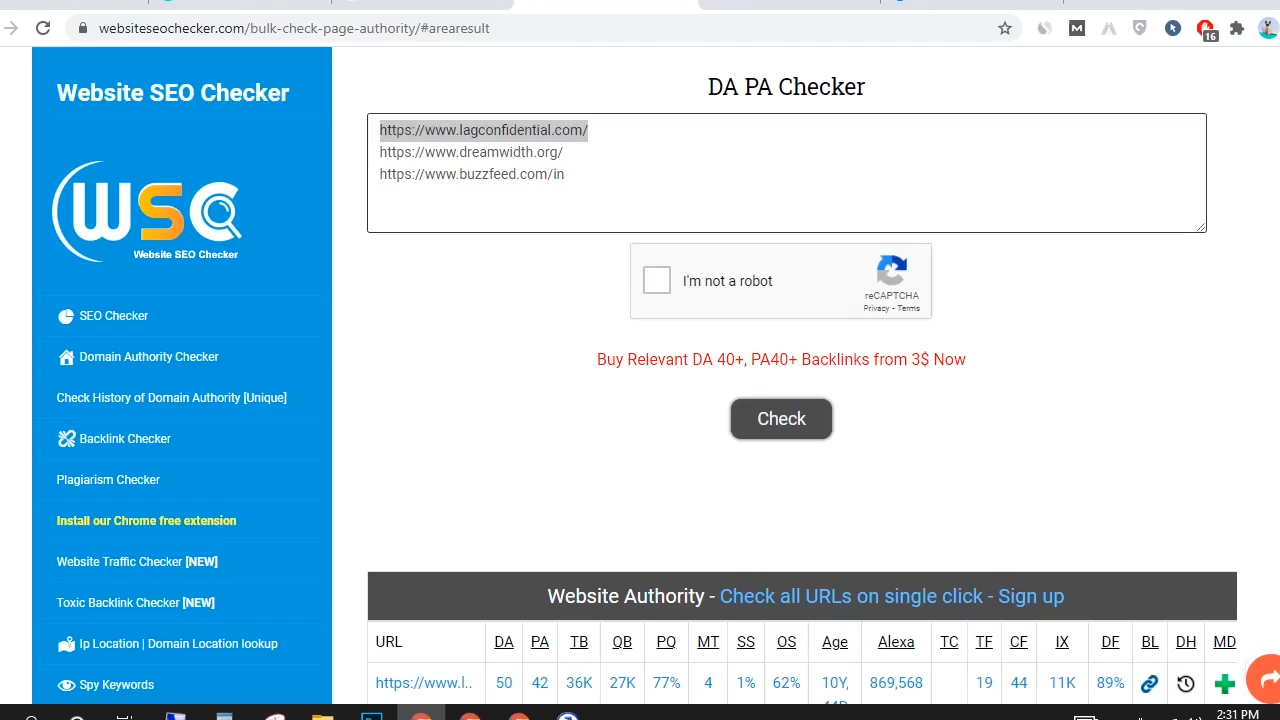 websiteseochecker.com/bulk-check-page-authority/#arearesult
16
Website SEO Checker
WSC
Website SEO Checker
SEO Checker
Domain Authority Checker
Check History of Domain Authority [Unique]
Backlink Checker
Plagiarism Checker
Install our Chrome free extension
Website Traffic Checker [NEW]
Toxic Backlink Checker [NEW]
Ip Location | Domain Location lookup
Spy Keywords
DA PA Checker
https://www.lagconfidential.com/
https://www.dreamwidth.org/
https://www.buzzfeed.com/in
I'm not a robot
reCAPTCHA
Privacy - Terms
Buy Relevant DA 40+, PA40+ Backlinks from 3$ Now
Check
Website Authority - Check all URLs on single click - Sign up
URL DA PA TB QB PQ MT SS OS Age Alexa TC TF CF IX DF BL DH MD
https://www.l.. 50 42 36K 27K 77% 4 1% 62% 10Y, 869,568 19 44 11K 89%
2:31 PM